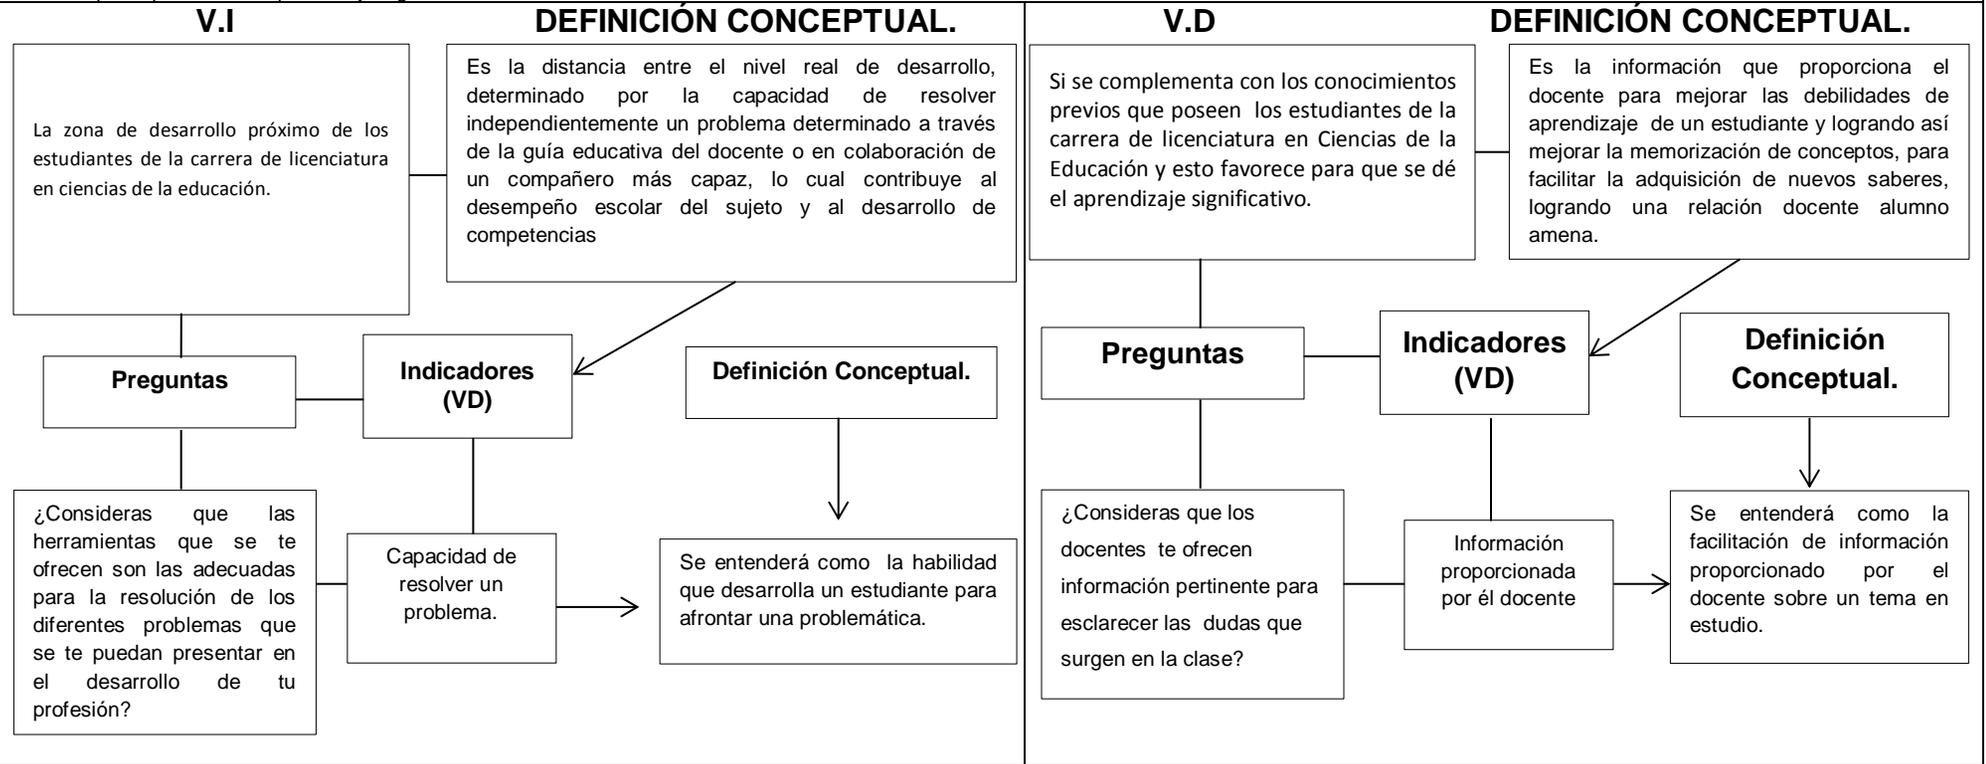 V.I
DEFINICIÓN CONCEPTUAL.
La zona de desarrollo próximo de los
estudiantes de la carrera de licenciatura
en ciencias de la educación.
Es la distancia entre el nivel real de desarrollo,
determinado por la capacidad de resolver
independientemente un problema determinado a través
de la guía educativa del docente o en colaboración de
un compañero más capaz, lo cual contribuye al
desempeño escolar del sujeto y al desarrollo de
competencias
Preguntas
Indicadores
(VD)
Definición Conceptual.
¿Consideras que las
herramientas que se te
ofrecen son las adecuadas
para la resolución de los
diferentes problemas que
se te puedan presentar en
el desarrollo de tu
profesión?
Capacidad de
resolver un
problema.
Se entenderá como la habilidad
que desarrolla un estudiante para
afrontar una problemática.
V.D
DEFINICIÓN CONCEPTUAL.
Si se complementa con los conocimientos
previos que poseen los estudiantes de la
carrera de licenciatura en Ciencias de la
Educación y esto favorece para que se dé
el aprendizaje significativo.
Es la información que proporciona el
docente para mejorar las debilidades de
aprendizaje de un estudiante y logrando así
mejorar la memorización de conceptos, para
facilitar la adquisición de nuevos saberes,
logrando una relación docente alumno
amena.
Preguntas
Indicadores
(VD)
Definición
Conceptual.
¿Consideras que los
docentes te ofrecen
información pertinente para
esclarecer las dudas que
surgen en la clase?
Información
proporcionada
por él docente
Se entenderá como la
facilitación de información
proporcionado por el
docente sobre un tema en
estudio.